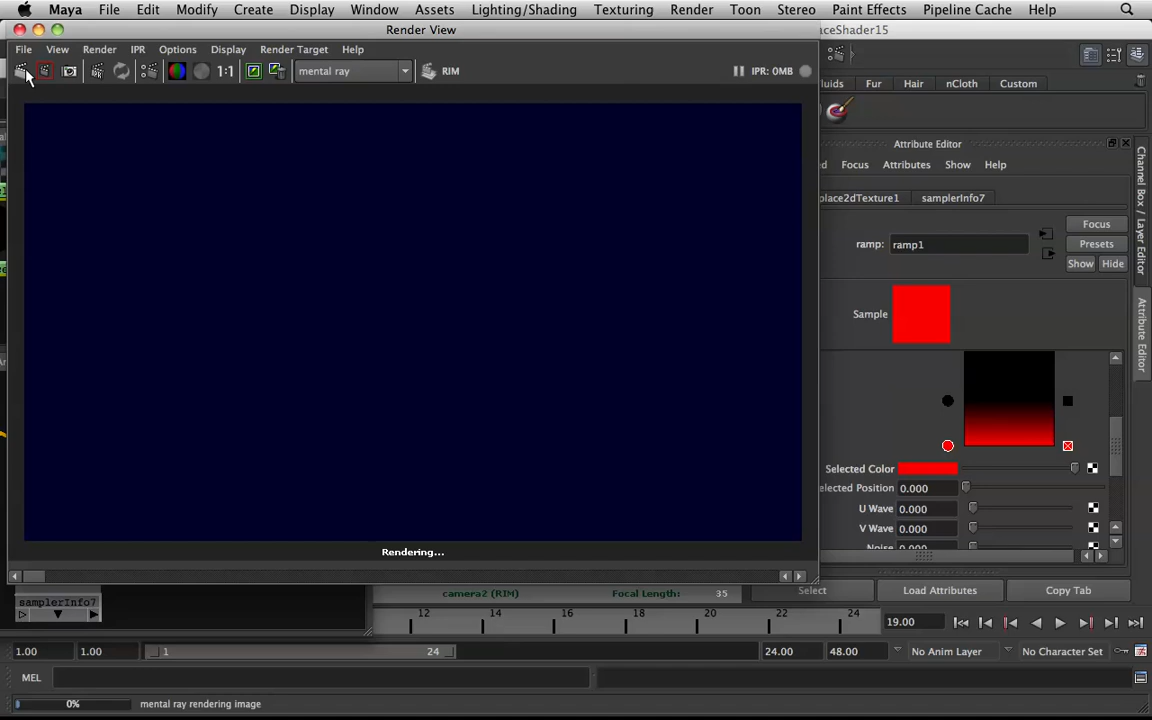 Maya File Edit Modify Create Display Window Assets Lighting/Shading Texturing Render Toon Stereo Paint Effects Pipeline Cache Help
Render View
aceShader15
File View Render IPR Options Display Render Target Help
1:1 mental ray RIM IPR: 0MB
luids Fur Hair nCloth Custom
Attribute Editor
Focus Attributes Show Help
place2dTexture1 samplerInfo7
Focus
ramp: ramp1 Presets
Show Hide
Sample
Selected Color
elected Position 0.000
U Wave 0.000
V Wave 0.000
Noise 0.000
Rendering...
Channel Box / Layer Editor
Attribute Editor
camera2 (RIM) Focal Length: 35
Select Load Attributes Copy Tab
samplerInfo7
12 14 16 18 20 22 24 19.00
1.00 1.00 1 24 24.00 48.00 No Anim Layer No Character Set
MEL
0% mental ray rendering image